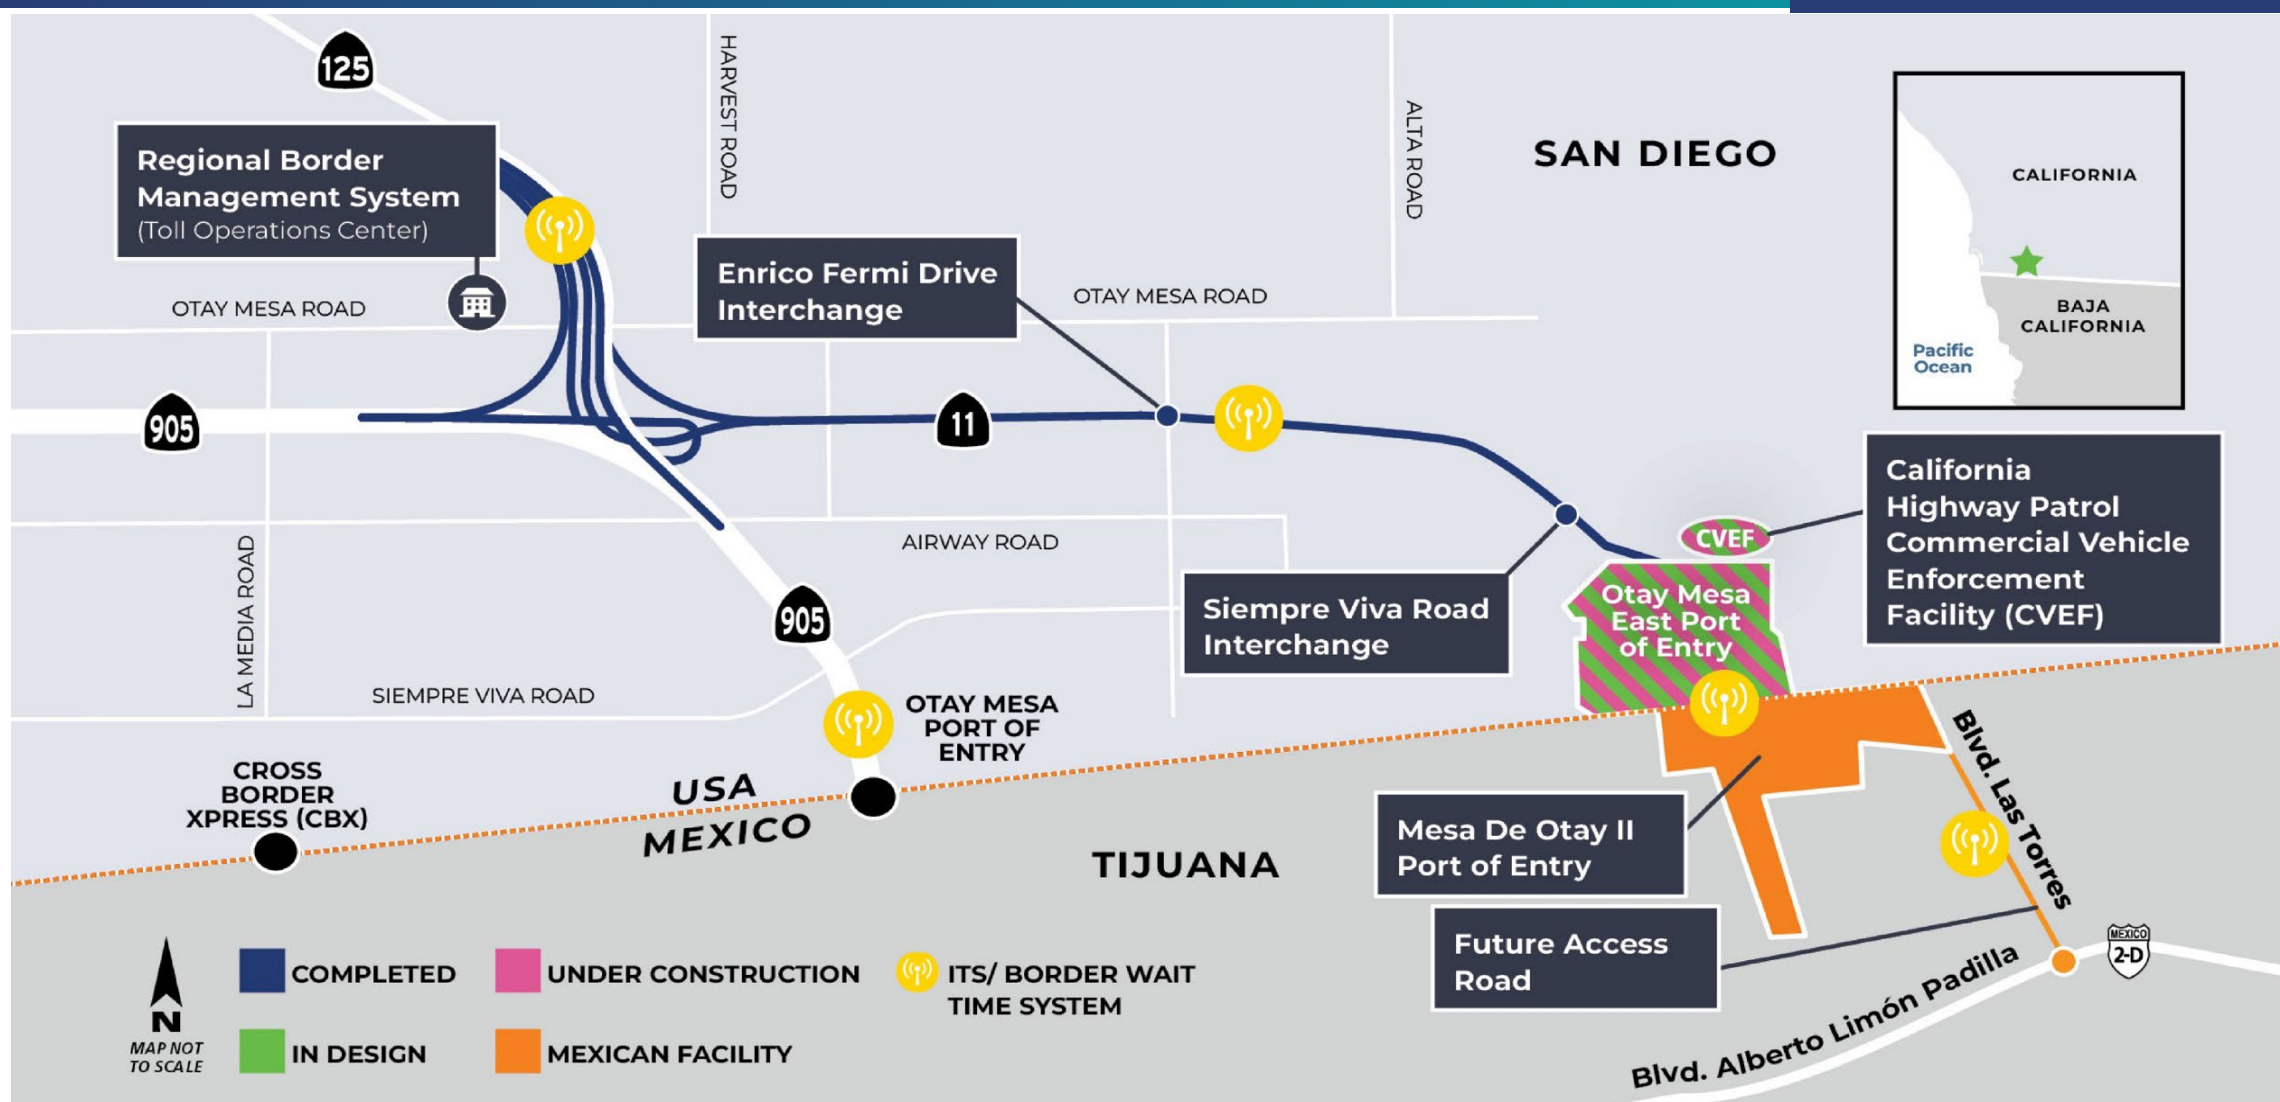 125
HARVEST ROAD
ALTA ROAD
SAN DIEGO
Regional Border
Management System
(Toll Operations Center)
CALIFORNIA
BAJA
CALIFORNIA
Pacific
Ocean
Enrico Fermi Drive
Interchange
OTAY MESA ROAD
OTAY MESA ROAD
905
11
California
Highway Patrol
Commercial Vehicle
Enforcement
Facility (CVEF)
CVEF
AIRWAY ROAD
LA MEDIA ROAD
905
Siempre Viva Road
Interchange
Otay Mesa
East Port
of Entry
SIEMPRE VIVA ROAD
OTAY MESA
PORT OF
ENTRY
CROSS
BORDER
XPRESS (CBX)
USA
MEXICO
TIJUANA
Blvd. Las Torres
Mesa De Otay II
Port of Entry
Future Access
Road
MEXICO
2-D
Blvd. Alberto Limón Padilla
N
MAP NOT
TO SCALE
COMPLETED
UNDER CONSTRUCTION
ITS/ BORDER WAIT
TIME SYSTEM
IN DESIGN
MEXICAN FACILITY